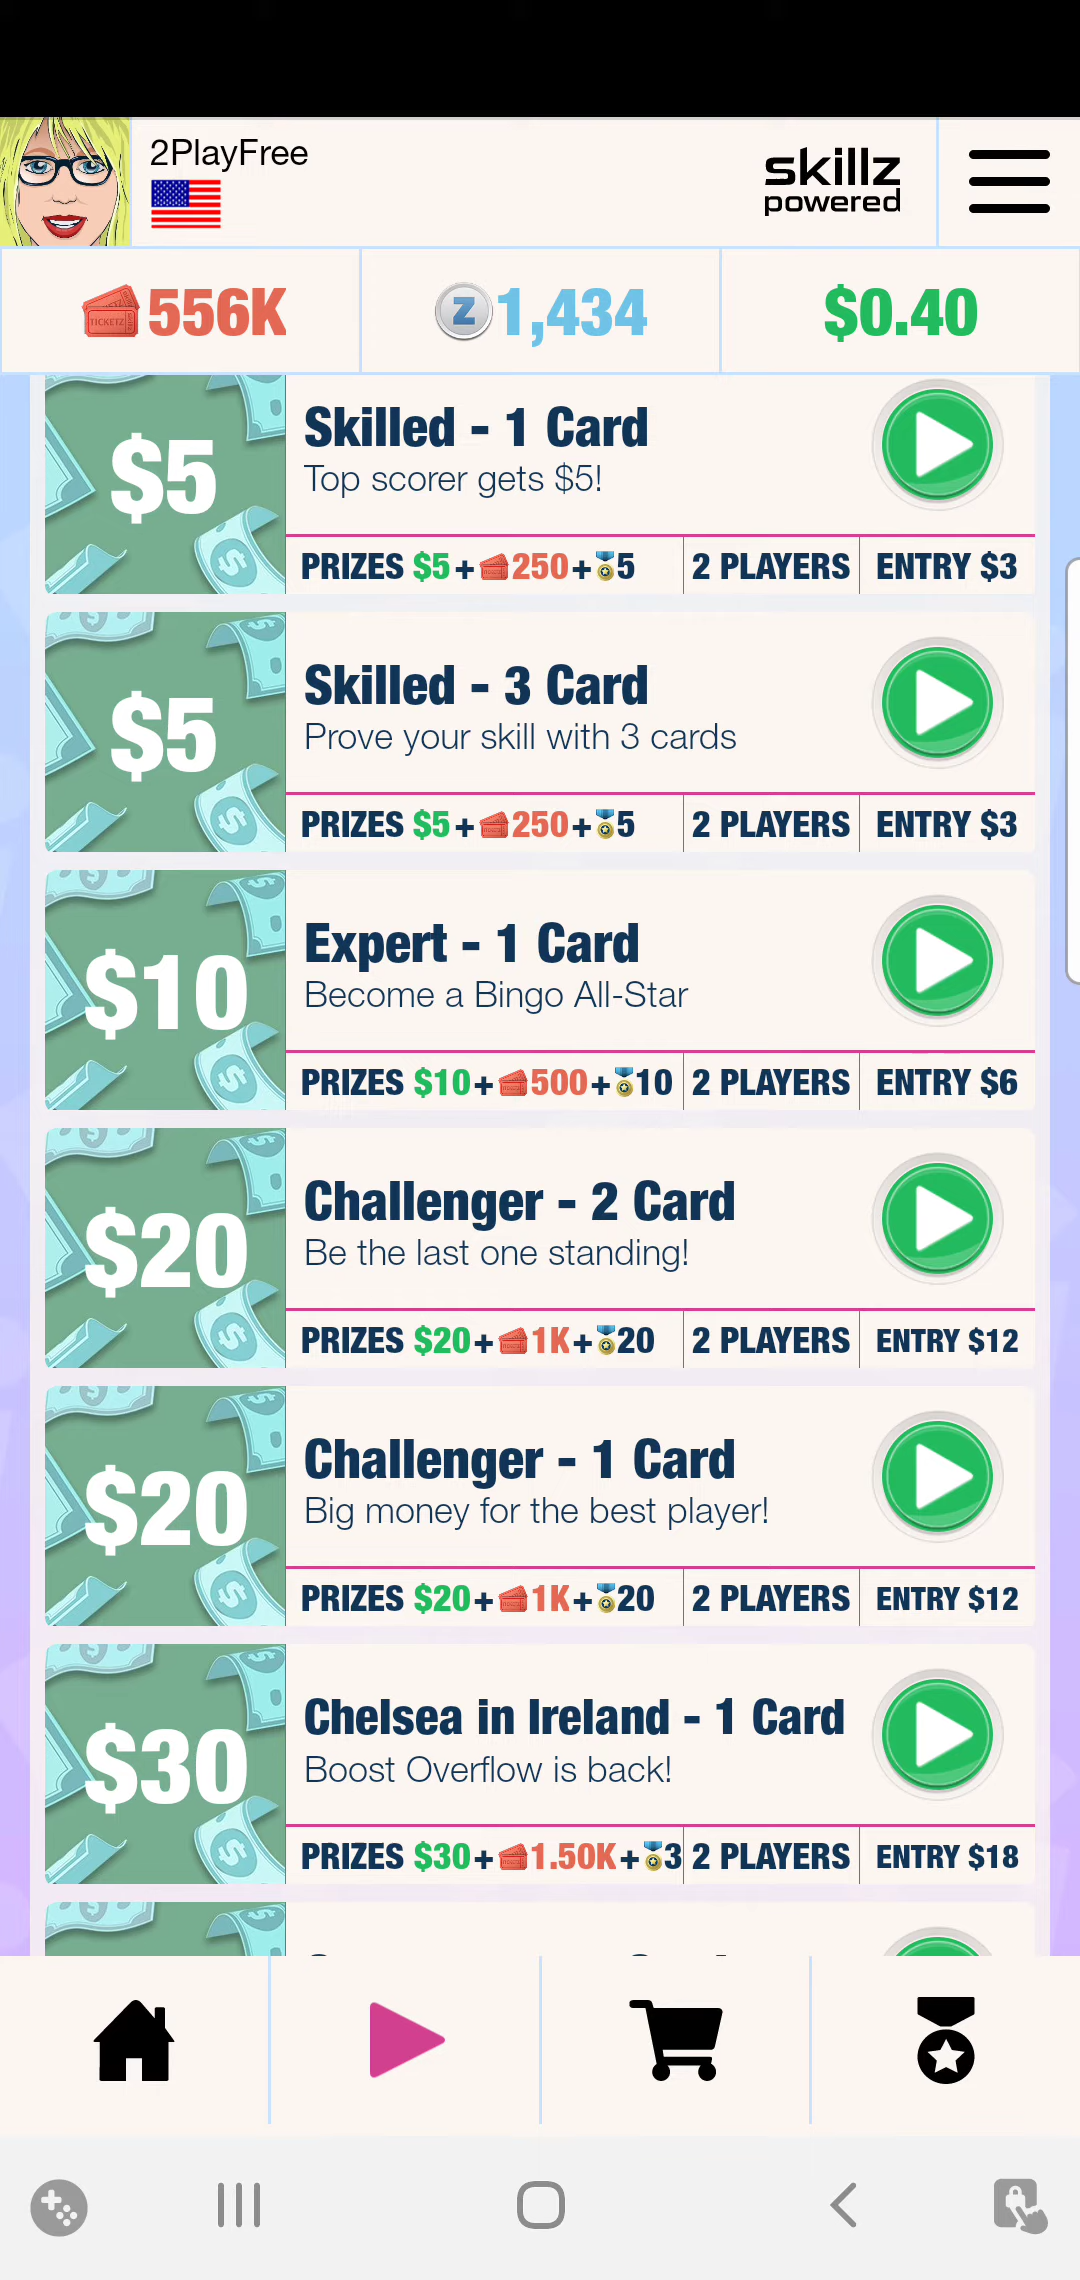 2PlayFree
skillz
powered
TICKETZ 556K
Z 1,434
$0.40
$5
Skilled - 1 Card
Top scorer gets $5!
PRIZES $5+250+5
2 PLAYERS
ENTRY $3
$5
Skilled - 3 Card
Prove your skill with 3 cards
PRIZES $5+250+5
2 PLAYERS
ENTRY $3
$10
Expert - 1 Card
Become a Bingo All-Star
PRIZES $10+500+10
2 PLAYERS
ENTRY $6
$20
Challenger - 2 Card
Be the last one standing!
PRIZES $20+1K+20
2 PLAYERS
ENTRY $12
$20
Challenger - 1 Card
Big money for the best player!
PRIZES $20+1K+20
2 PLAYERS
ENTRY $12
$30
Chelsea in Ireland - 1 Card
Boost Overflow is back!
PRIZES $30+1.50K+3
2 PLAYERS
ENTRY $18